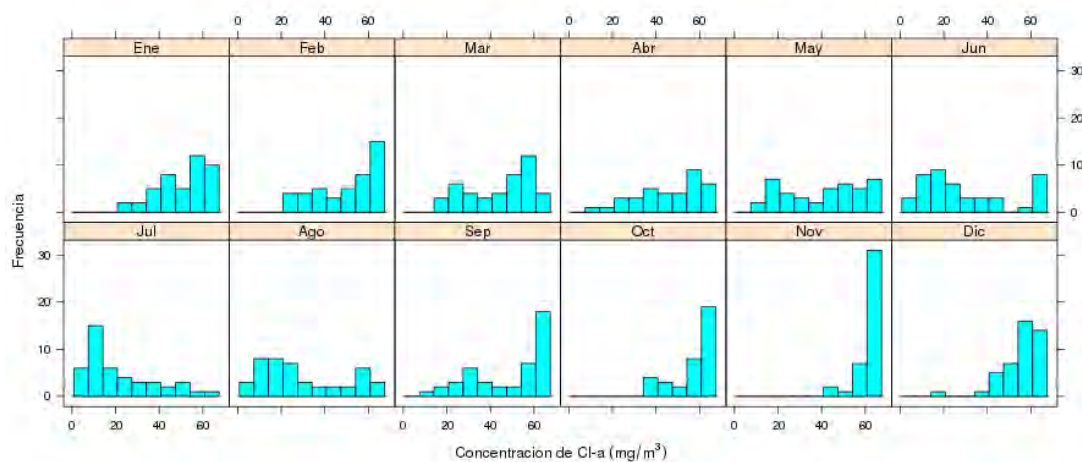 0 20 40 60 0 20 40 60 0 20 40 60
Ene Feb Mar Abr May Jun
30
20
10
0
Frecuencia
Jul Ago Sep Oct Nov Dic
30
20
10
0
0 20 40 60 0 20 40 60 0 20 40 60
Concentracion de Cl-a (mg/m³)